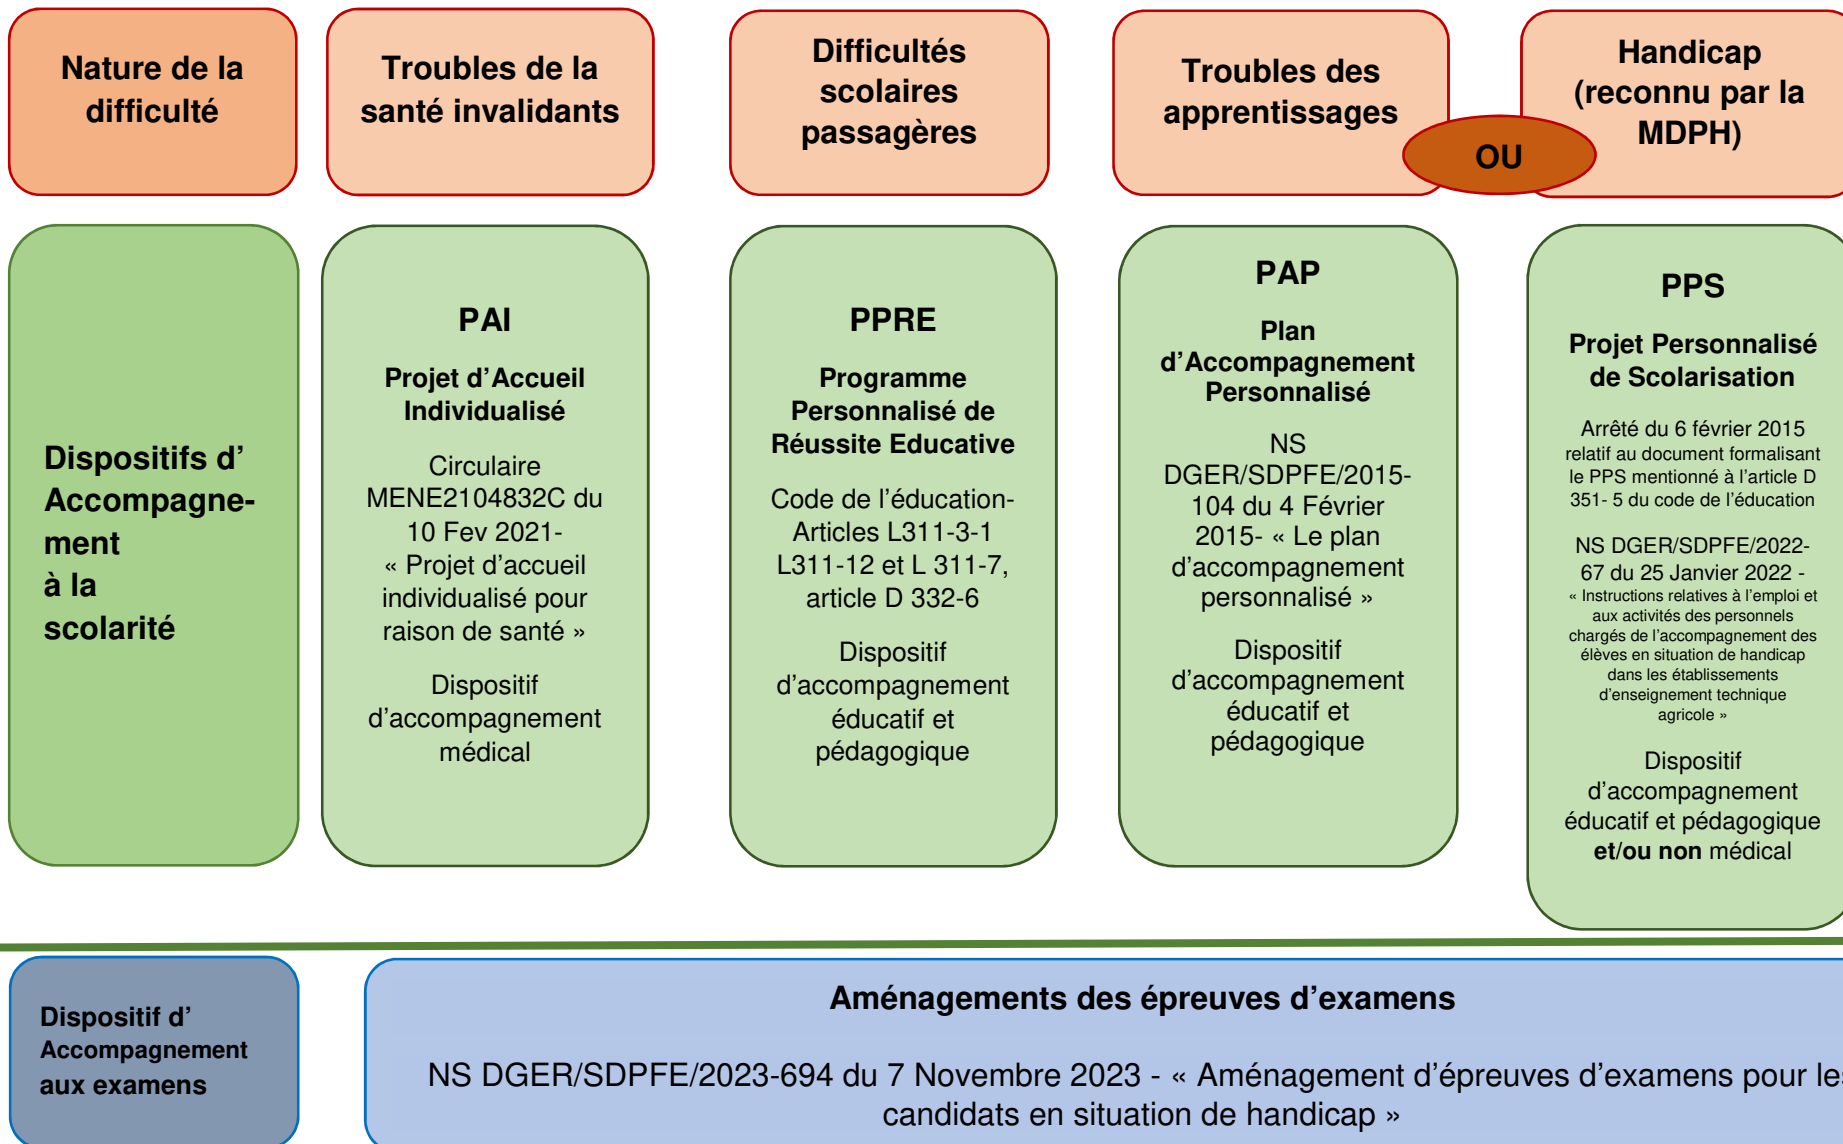 Nature de la
difficulté
Troubles de la
santé invalidants
Difficultés
scolaires
passagères
Troubles des
apprentissages
OU
Handicap
(reconnu par la
MDPH)
Dispositifs d’
Accompagne-
ment
à la
scolarité
PAI
Projet d’Accueil
Individualisé
Circulaire
MENE2104832C du
10 Fev 2021-
« Projet d’accueil
individualisé pour
raison de santé »
Dispositif
d’accompagnement
médical
PPRE
Programme
Personnalisé de
Réussite Educative
Code de l’éducation-
Articles L311-3-1
L311-12 et L 311-7,
article D 332-6
Dispositif
d’accompagnement
éducatif et
pédagogique
PAP
Plan
d’Accompagnement
Personnalisé
NS
DGER/SDPFE/2015-
104 du 4 Février
2015- « Le plan
d’accompagnement
personnalisé »
Dispositif
d’accompagnement
éducatif et
pédagogique
PPS
Projet Personnalisé
de Scolarisation
Arrêté du 6 février 2015
relatif au document formalisant
le PPS mentionné à l’article D
351- 5 du code de l’éducation
NS DGER/SDPFE/2022-
67 du 25 Janvier 2022 -
« Instructions relatives à l’emploi et
aux activités des personnels
chargés de l’accompagnement des
élèves en situation de handicap
dans les établissements
d’enseignement technique
agricole »
Dispositif
d’accompagnement
éducatif et pédagogique
et/ou non médical
Dispositif d’
Accompagnement
aux examens
Aménagements des épreuves d’examens
NS DGER/SDPFE/2023-694 du 7 Novembre 2023 - « Aménagement d’épreuves d’examens pour les
candidats en situation de handicap »